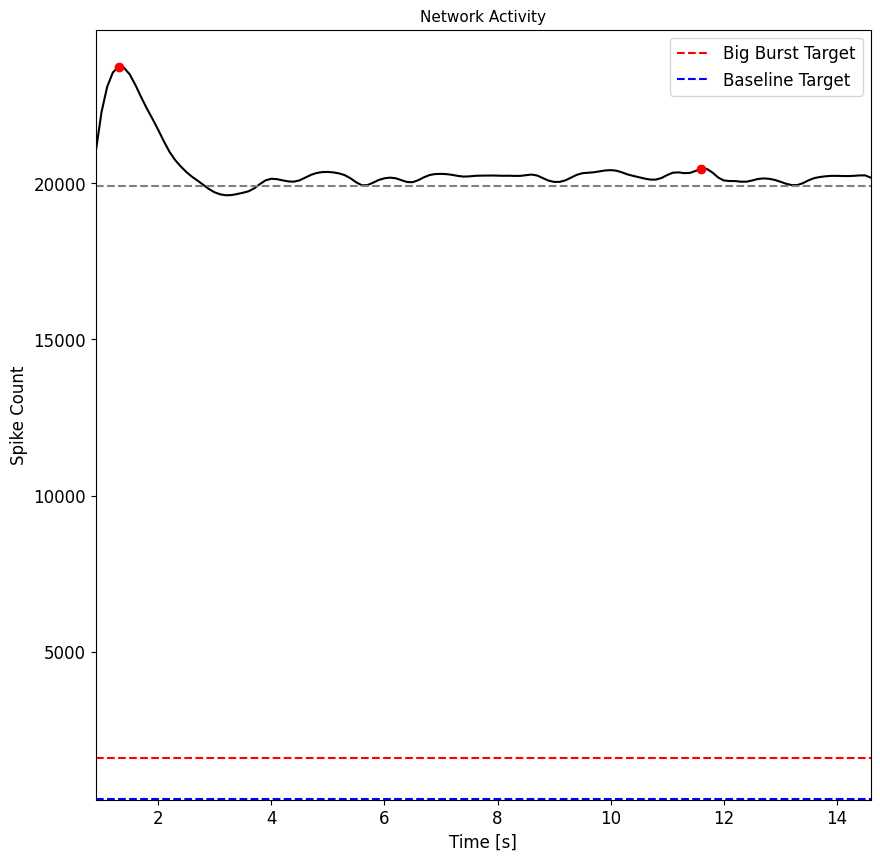 Network Activity
Big Burst Target
Baseline Target
20000
15000
10000
5000
Spike Count
2 4 6 8 10 12 14
Time [s]